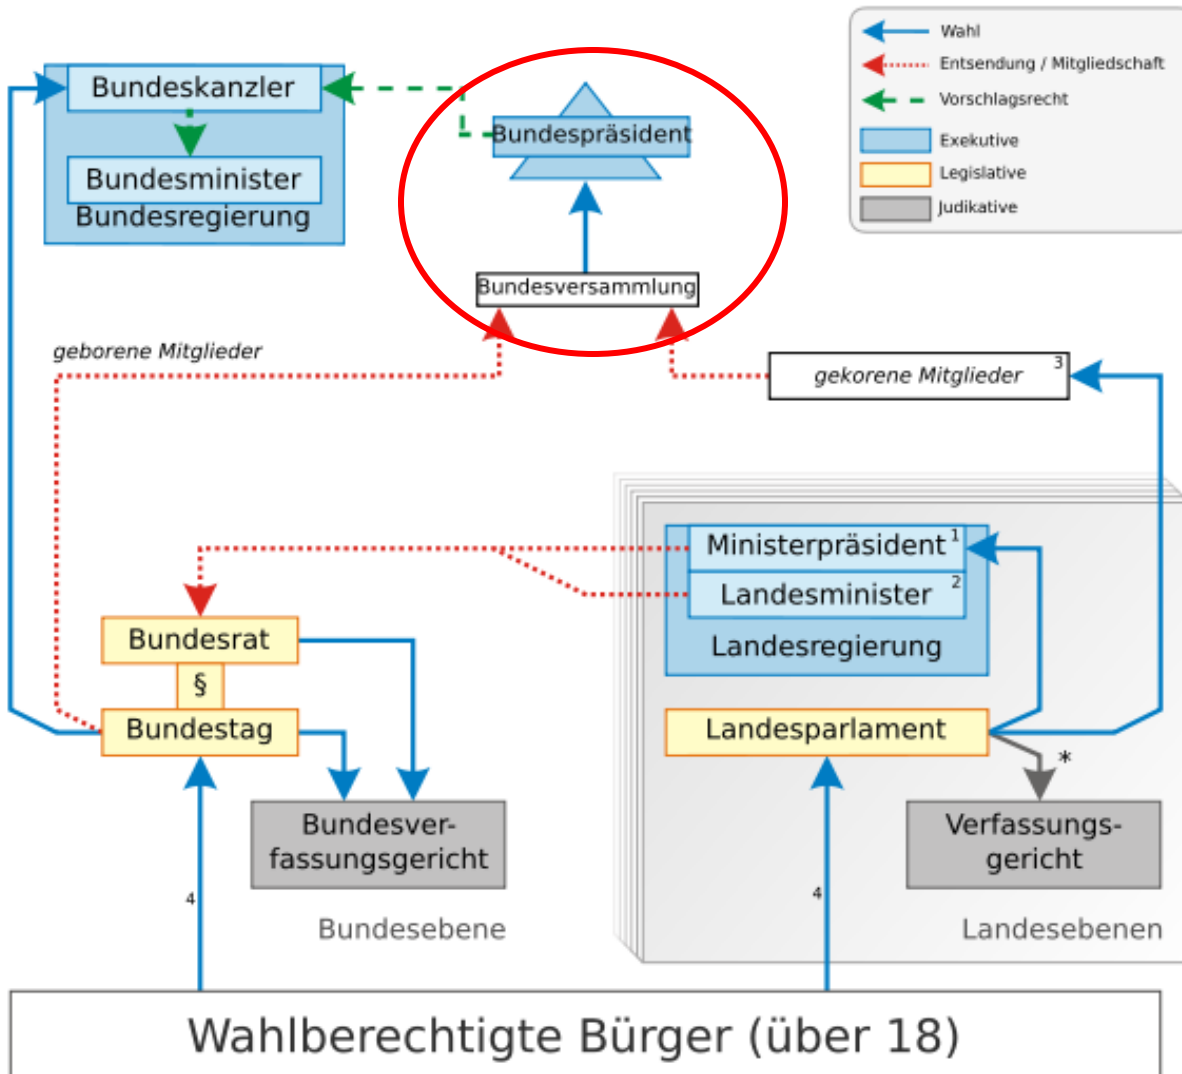 Wahl
Entsendung / Mitgliedschaft
Vorschlagsrecht
Exekutive
Legislative
Judikative
Bundeskanzler
Bundesminister
Bundesregierung
Bundespräsident
Bundesversammlung
geborene Mitglieder
gekorene Mitglieder 3
Ministerpräsident 1
Landesminister 2
Landesregierung
Bundesrat
§
Bundestag
Landesparlament
*
Bundesver-
fassungsgericht
Verfassungs-
gericht
4
4
Bundesebene
Landesebenen
Wahlberechtigte Bürger (über 18)